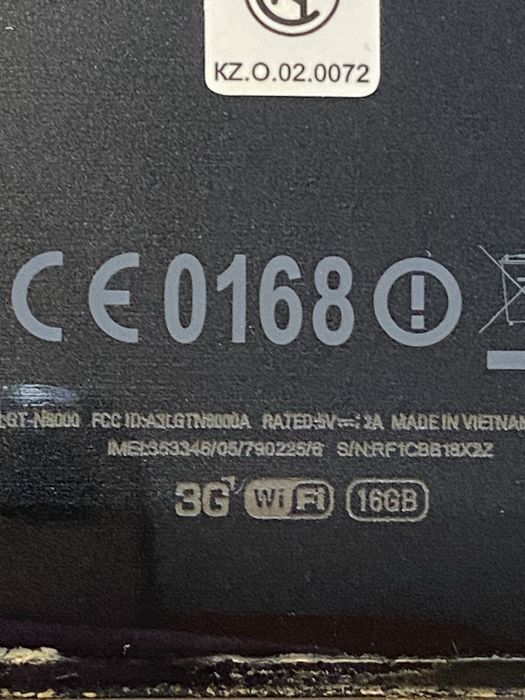 KZ.O.02.0072
CE 0168
GT-N8000 FCC ID:A3LGTN8000A RATED:5V⎓; 2A MADE IN VIETNAM
IMEI:353346/05/790225/6 S/N:RF1CBB19XZZ
3G WiFi 16GB